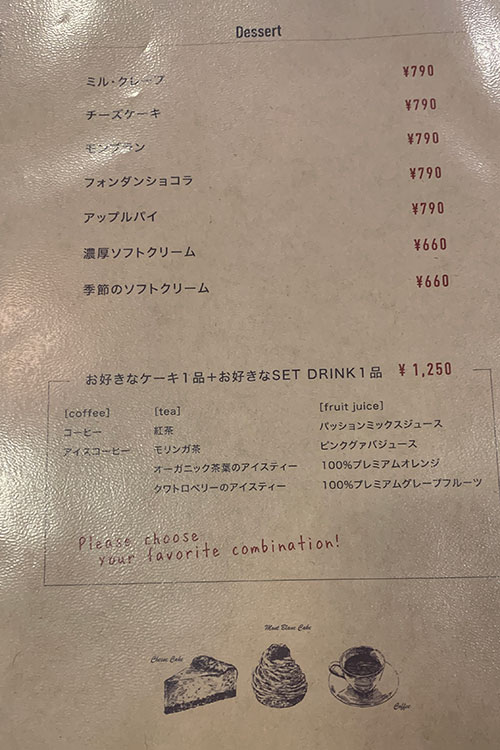 Dessert
ミル・クレープ ¥790
チーズケーキ ¥790
モンブラン ¥790
フォンダンショコラ ¥790
アップルパイ ¥790
濃厚ソフトクリーム ¥660
季節のソフトクリーム ¥660
お好きなケーキ1品+お好きなSET DRINK1品 ¥1,250
[coffee]
コーヒー
アイスコーヒー
[tea]
紅茶
モリンガ茶
オーガニック茶葉のアイスティー
クワトロベリーのアイスティー
[fruit juice]
パッションミックスジュース
ピンクグァバジュース
100%プレミアムオレンジ
100%プレミアムグレープフルーツ
Please choose
your favorite combination!
Mont Blanc Cake
Cheese Cake
Coffee